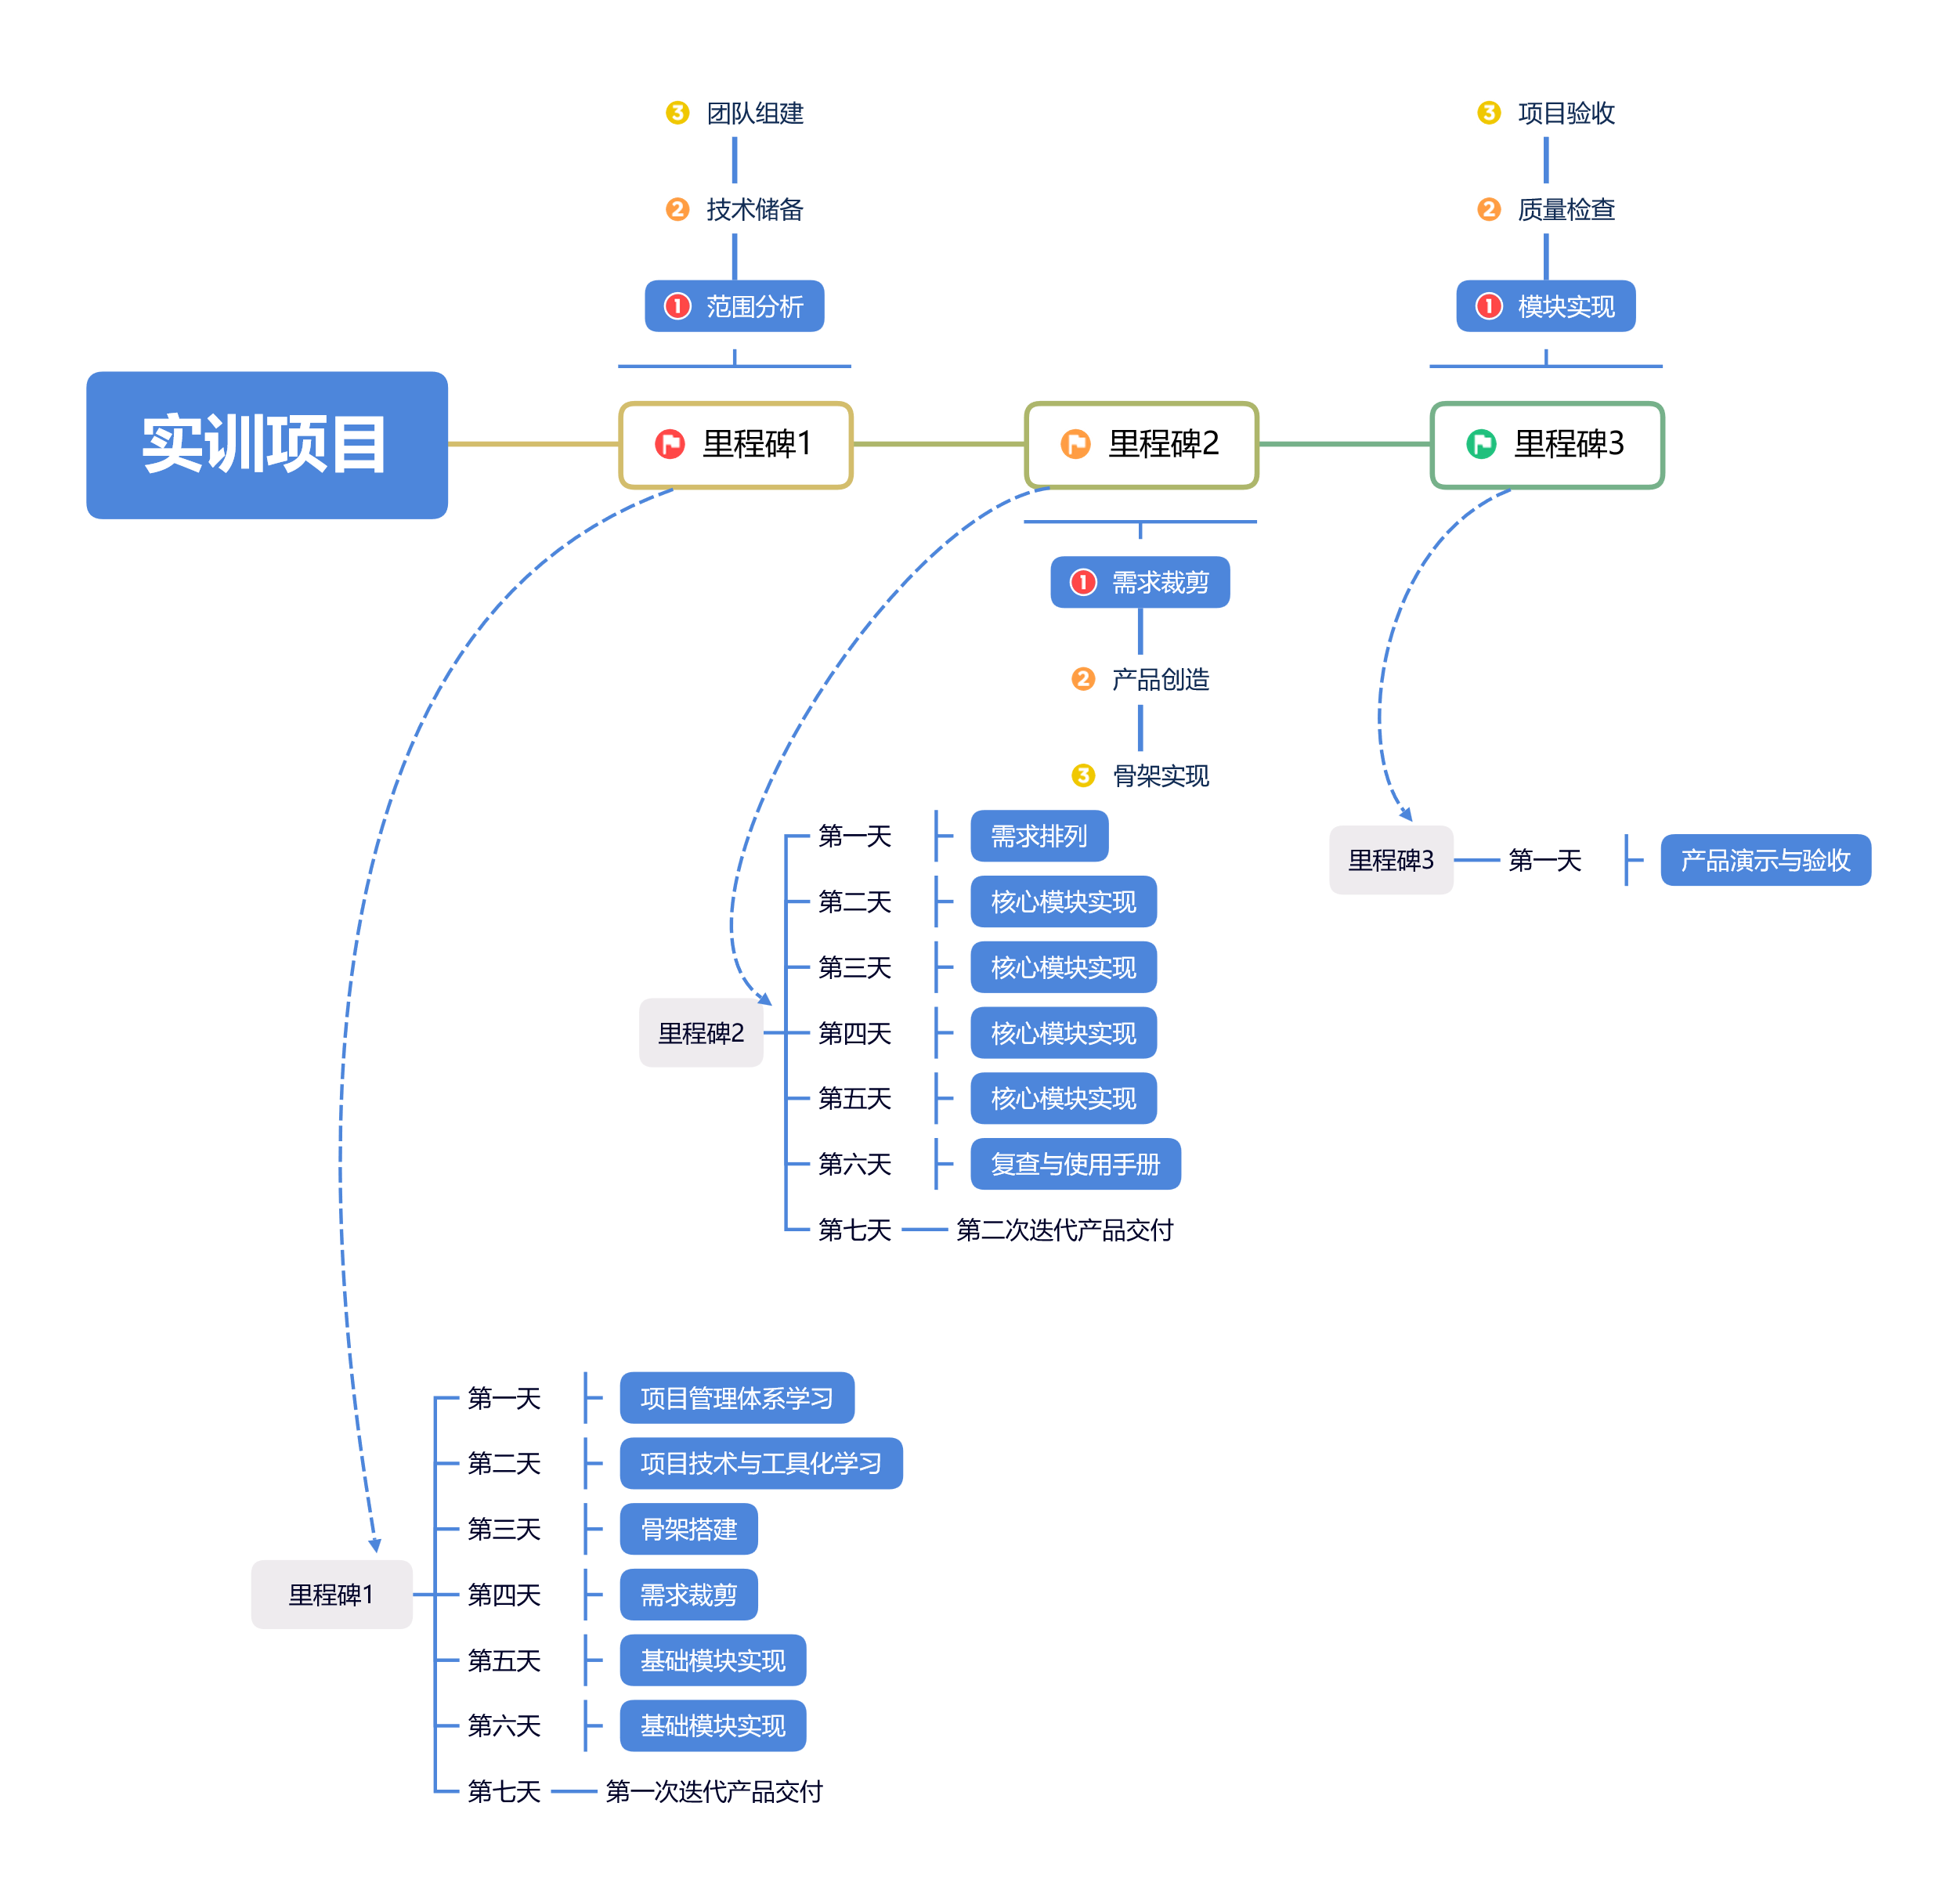 3 团队组建
2 技术储备
1 范围分析
3 项目验收
2 质量检查
1 模块实现
实训项目
里程碑1
里程碑2
里程碑3
1 需求裁剪
2 产品创造
3 骨架实现
里程碑2
第一天 需求排列
第二天 核心模块实现
第三天 核心模块实现
第四天 核心模块实现
第五天 核心模块实现
第六天 复查与使用手册
第七天 第二次迭代产品交付
里程碑3
第一天 产品演示与验收
里程碑1
第一天 项目管理体系学习
第二天 项目技术与工具化学习
第三天 骨架搭建
第四天 需求裁剪
第五天 基础模块实现
第六天 基础模块实现
第七天 第一次迭代产品交付